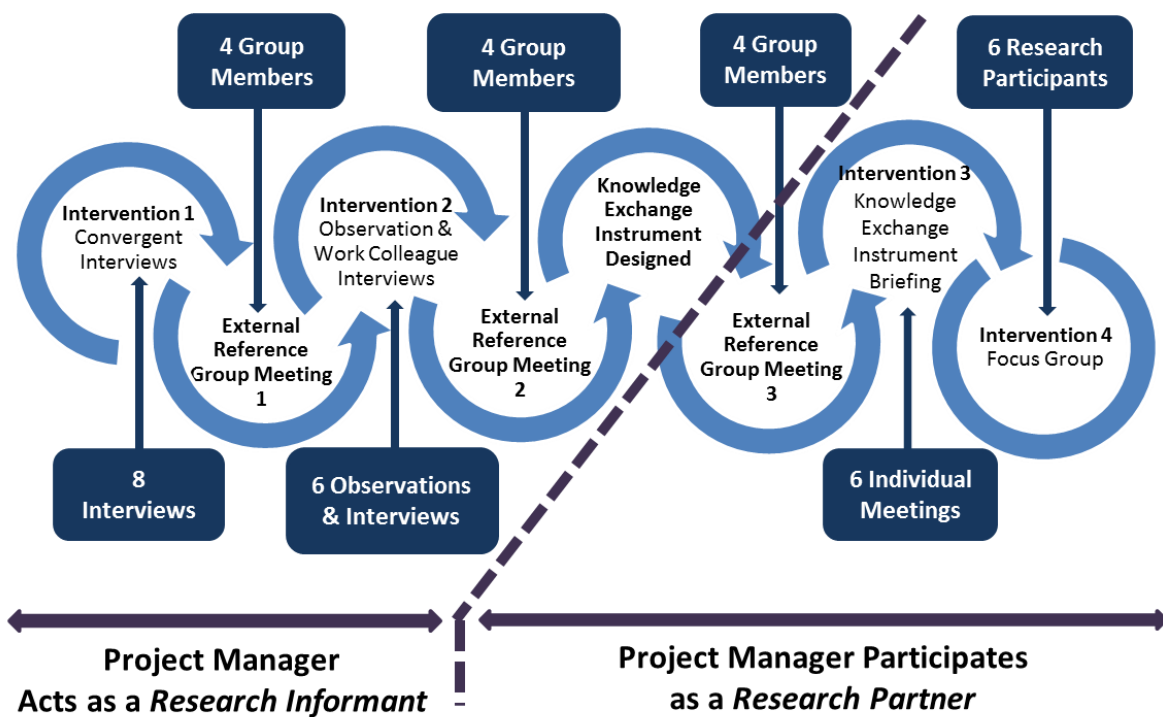 4 Group
Members
4 Group
Members
4 Group
Members
6 Research
Participants
Intervention 1
Convergent
Interviews
External
Reference
Group Meeting
1
Intervention 2
Observation &
Work Colleague
Interviews
External
Reference
Group Meeting
2
Knowledge
Exchange
Instrument
Designed
External
Reference
Group Meeting
3
Intervention 3
Knowledge
Exchange
Instrument
Briefing
Intervention 4
Focus Group
8
Interviews
6 Observations
& Interviews
6 Individual
Meetings
Project Manager
Acts as a Research Informant
Project Manager Participates
as a Research Partner